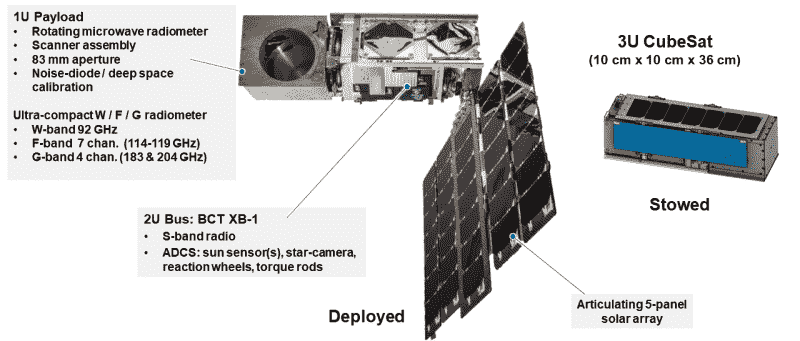 1U Payload
• Rotating microwave radiometer
• Scanner assembly
• 83 mm aperture
• Noise-diode / deep space
calibration
Ultra-compact W / F / G radiometer
• W-band 92 GHz
• F-band 7 chan. (114-119 GHz)
• G-band 4 chan. (183 & 204 GHz)
2U Bus: BCT XB-1
• S-band radio
• ADCS: sun sensor(s), star-camera,
reaction wheels, torque rods
Deployed
3U CubeSat
(10 cm x 10 cm x 36 cm)
Stowed
Articulating 5-panel
solar array